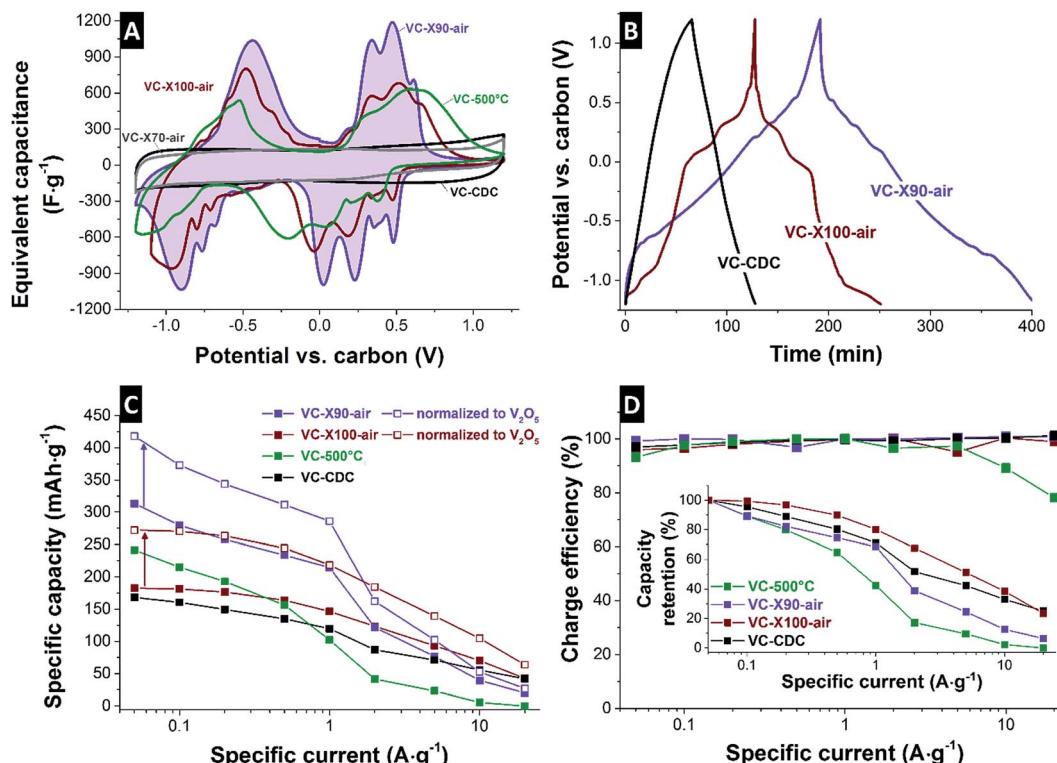 A
1200
900
600
300
0
-300
-600
-900
-1200
-1.0
-0.5
0.0
0.5
1.0
Equivalent capacitance
(F·g⁻¹)
Potential vs. carbon (V)
VC-X90-air
VC-X100-air
VC-500°C
VC-X70-air
VC-CDC
B
1.0
0.5
0.0
-0.5
-1.0
0
100
200
300
400
Potential vs. carbon (V)
Time (min)
VC-X90-air
VC-X100-air
VC-CDC
C
450
400
350
300
250
200
150
100
50
0
0.1
1
10
Specific capacity (mAh·g⁻¹)
Specific current (A·g⁻¹)
VC-X90-air normalized to V₂O₅
VC-X100-air normalized to V₂O₅
VC-500°C
VC-CDC
D
100
80
60
40
20
0
0.1
1
10
Charge efficiency (%)
Specific current (A·g⁻¹)
100
80
60
40
20
0
0.1
1
10
Capacity
retention (%)
Specific current (A·g⁻¹)
VC-500°C
VC-X90-air
VC-X100-air
VC-CDC